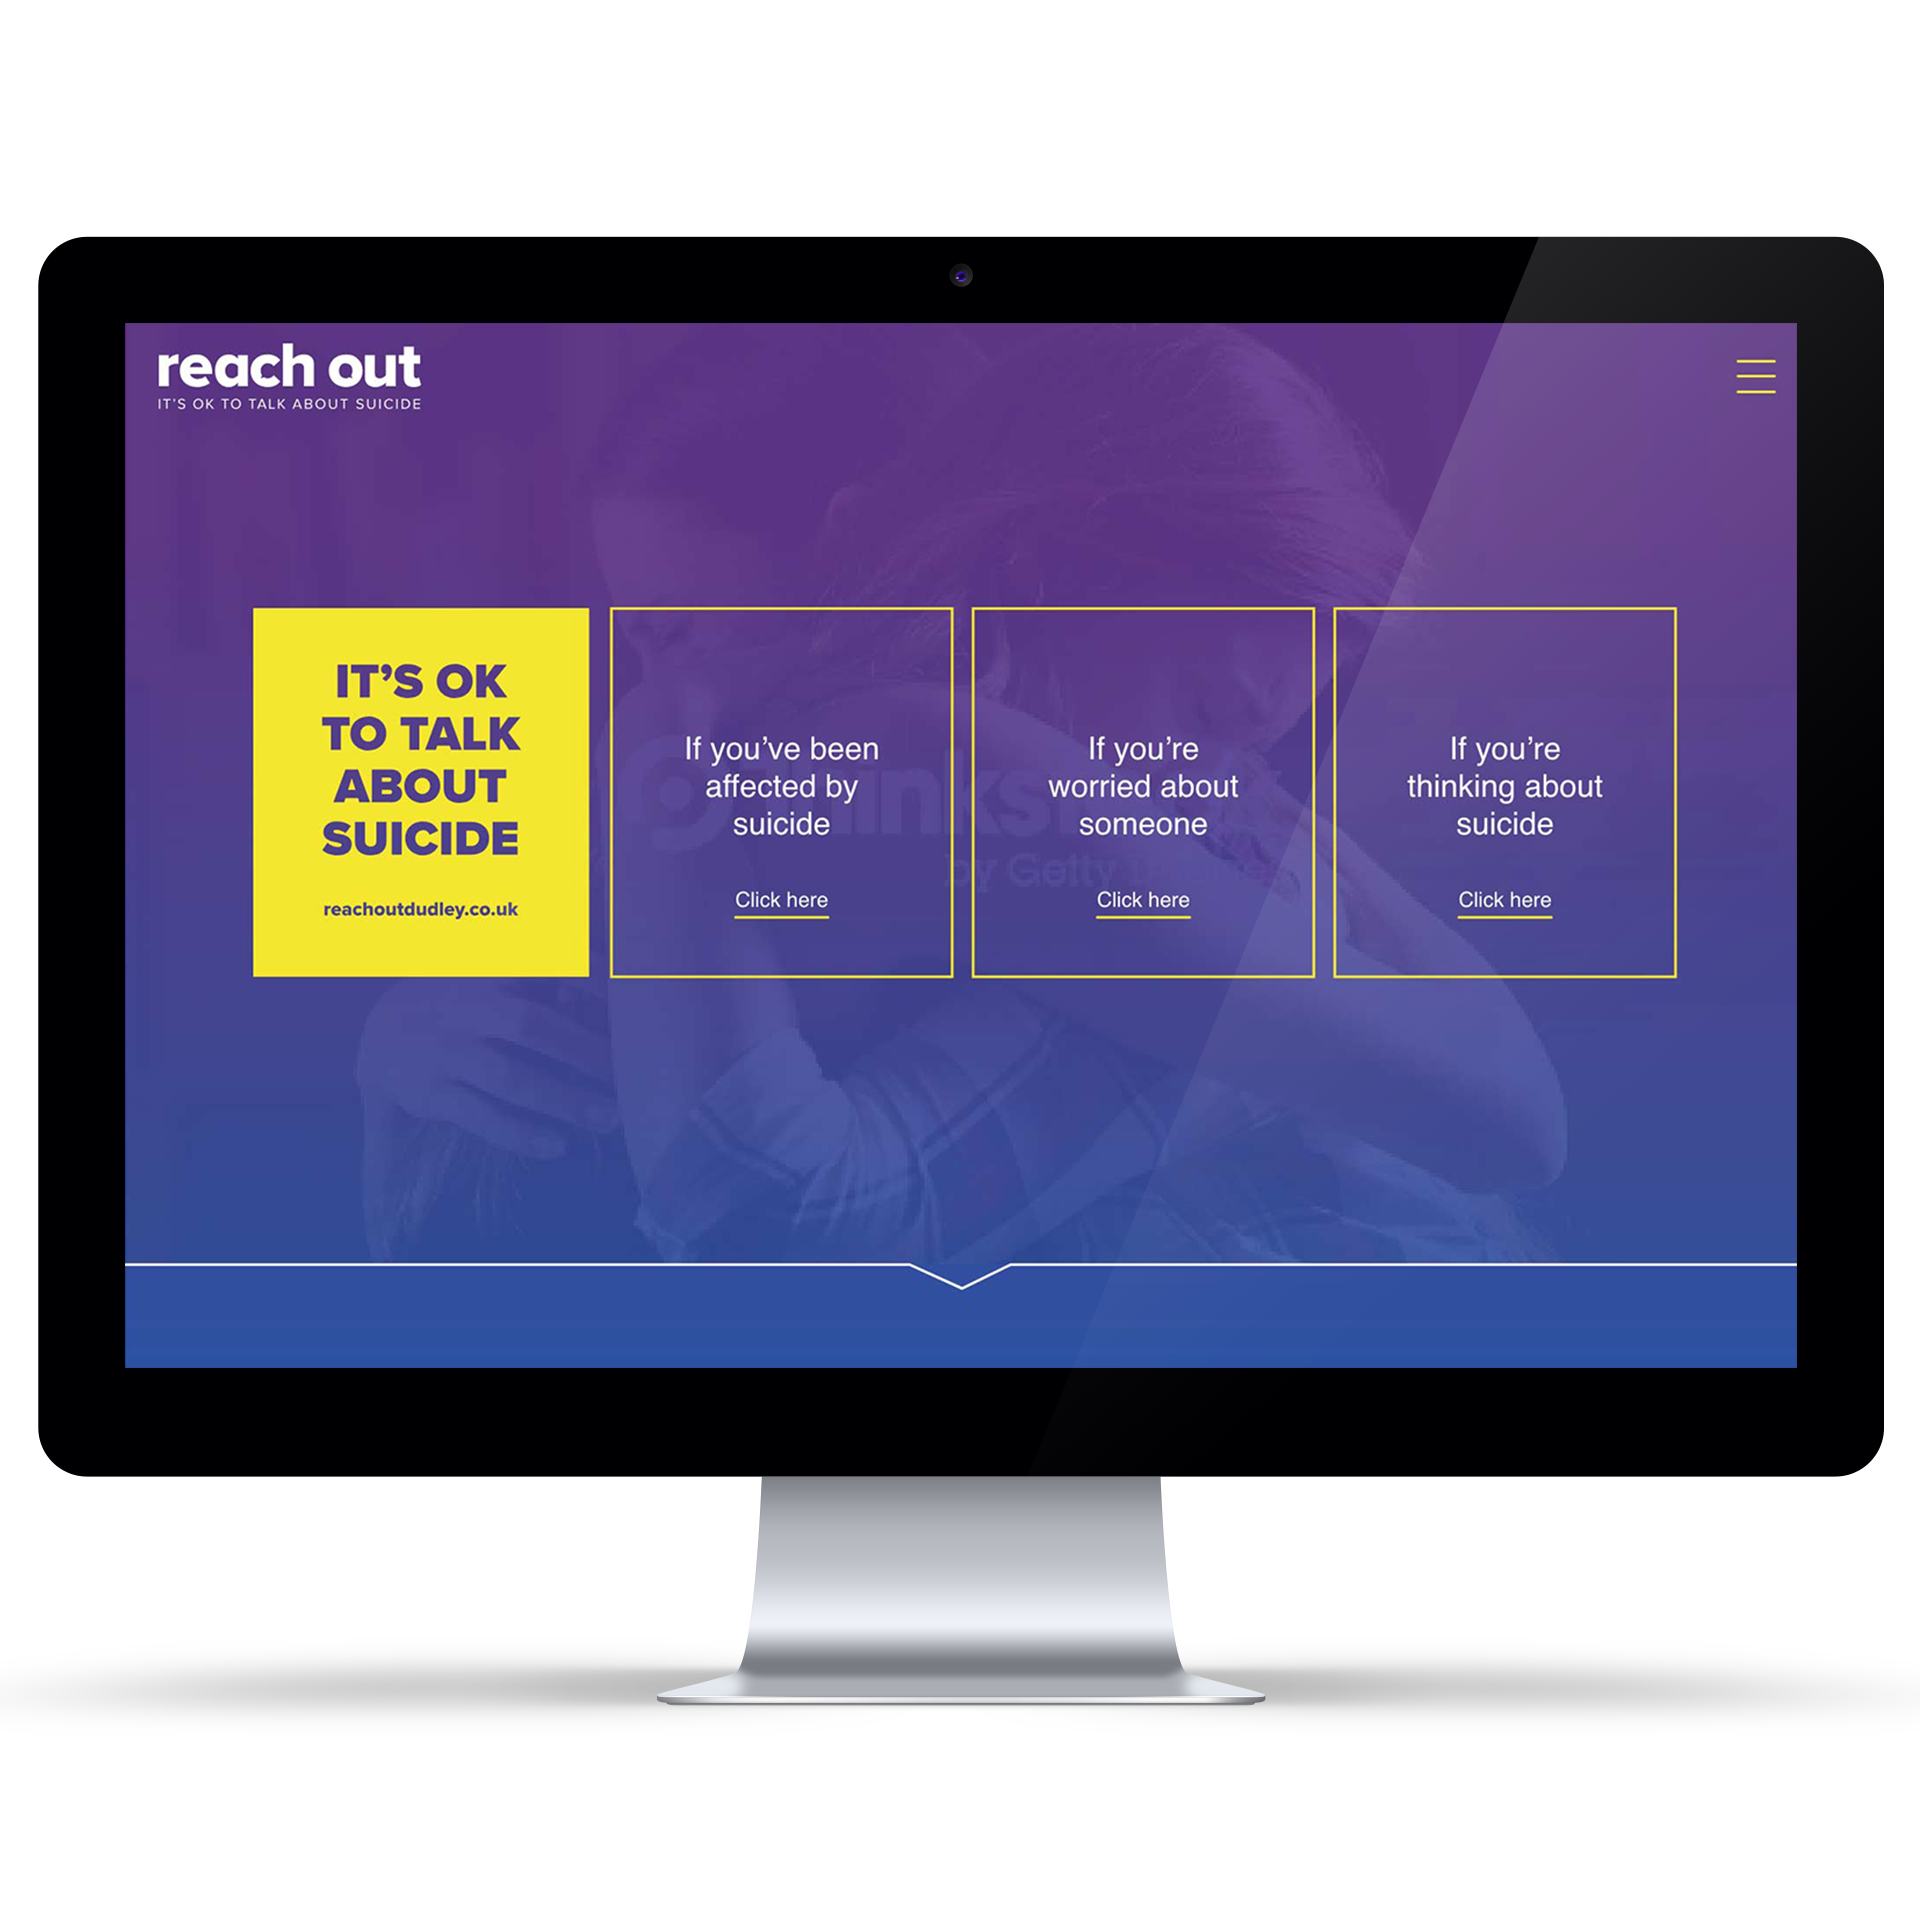 reach out
IT'S OK TO TALK ABOUT SUICIDE
IT'S OK
TO TALK
ABOUT
SUICIDE
reachoutdudley.co.uk
If you've been
affected by
suicide
Click here
If you're
worried about
someone
Click here
If you're
thinking about
suicide
Click here
by Getty